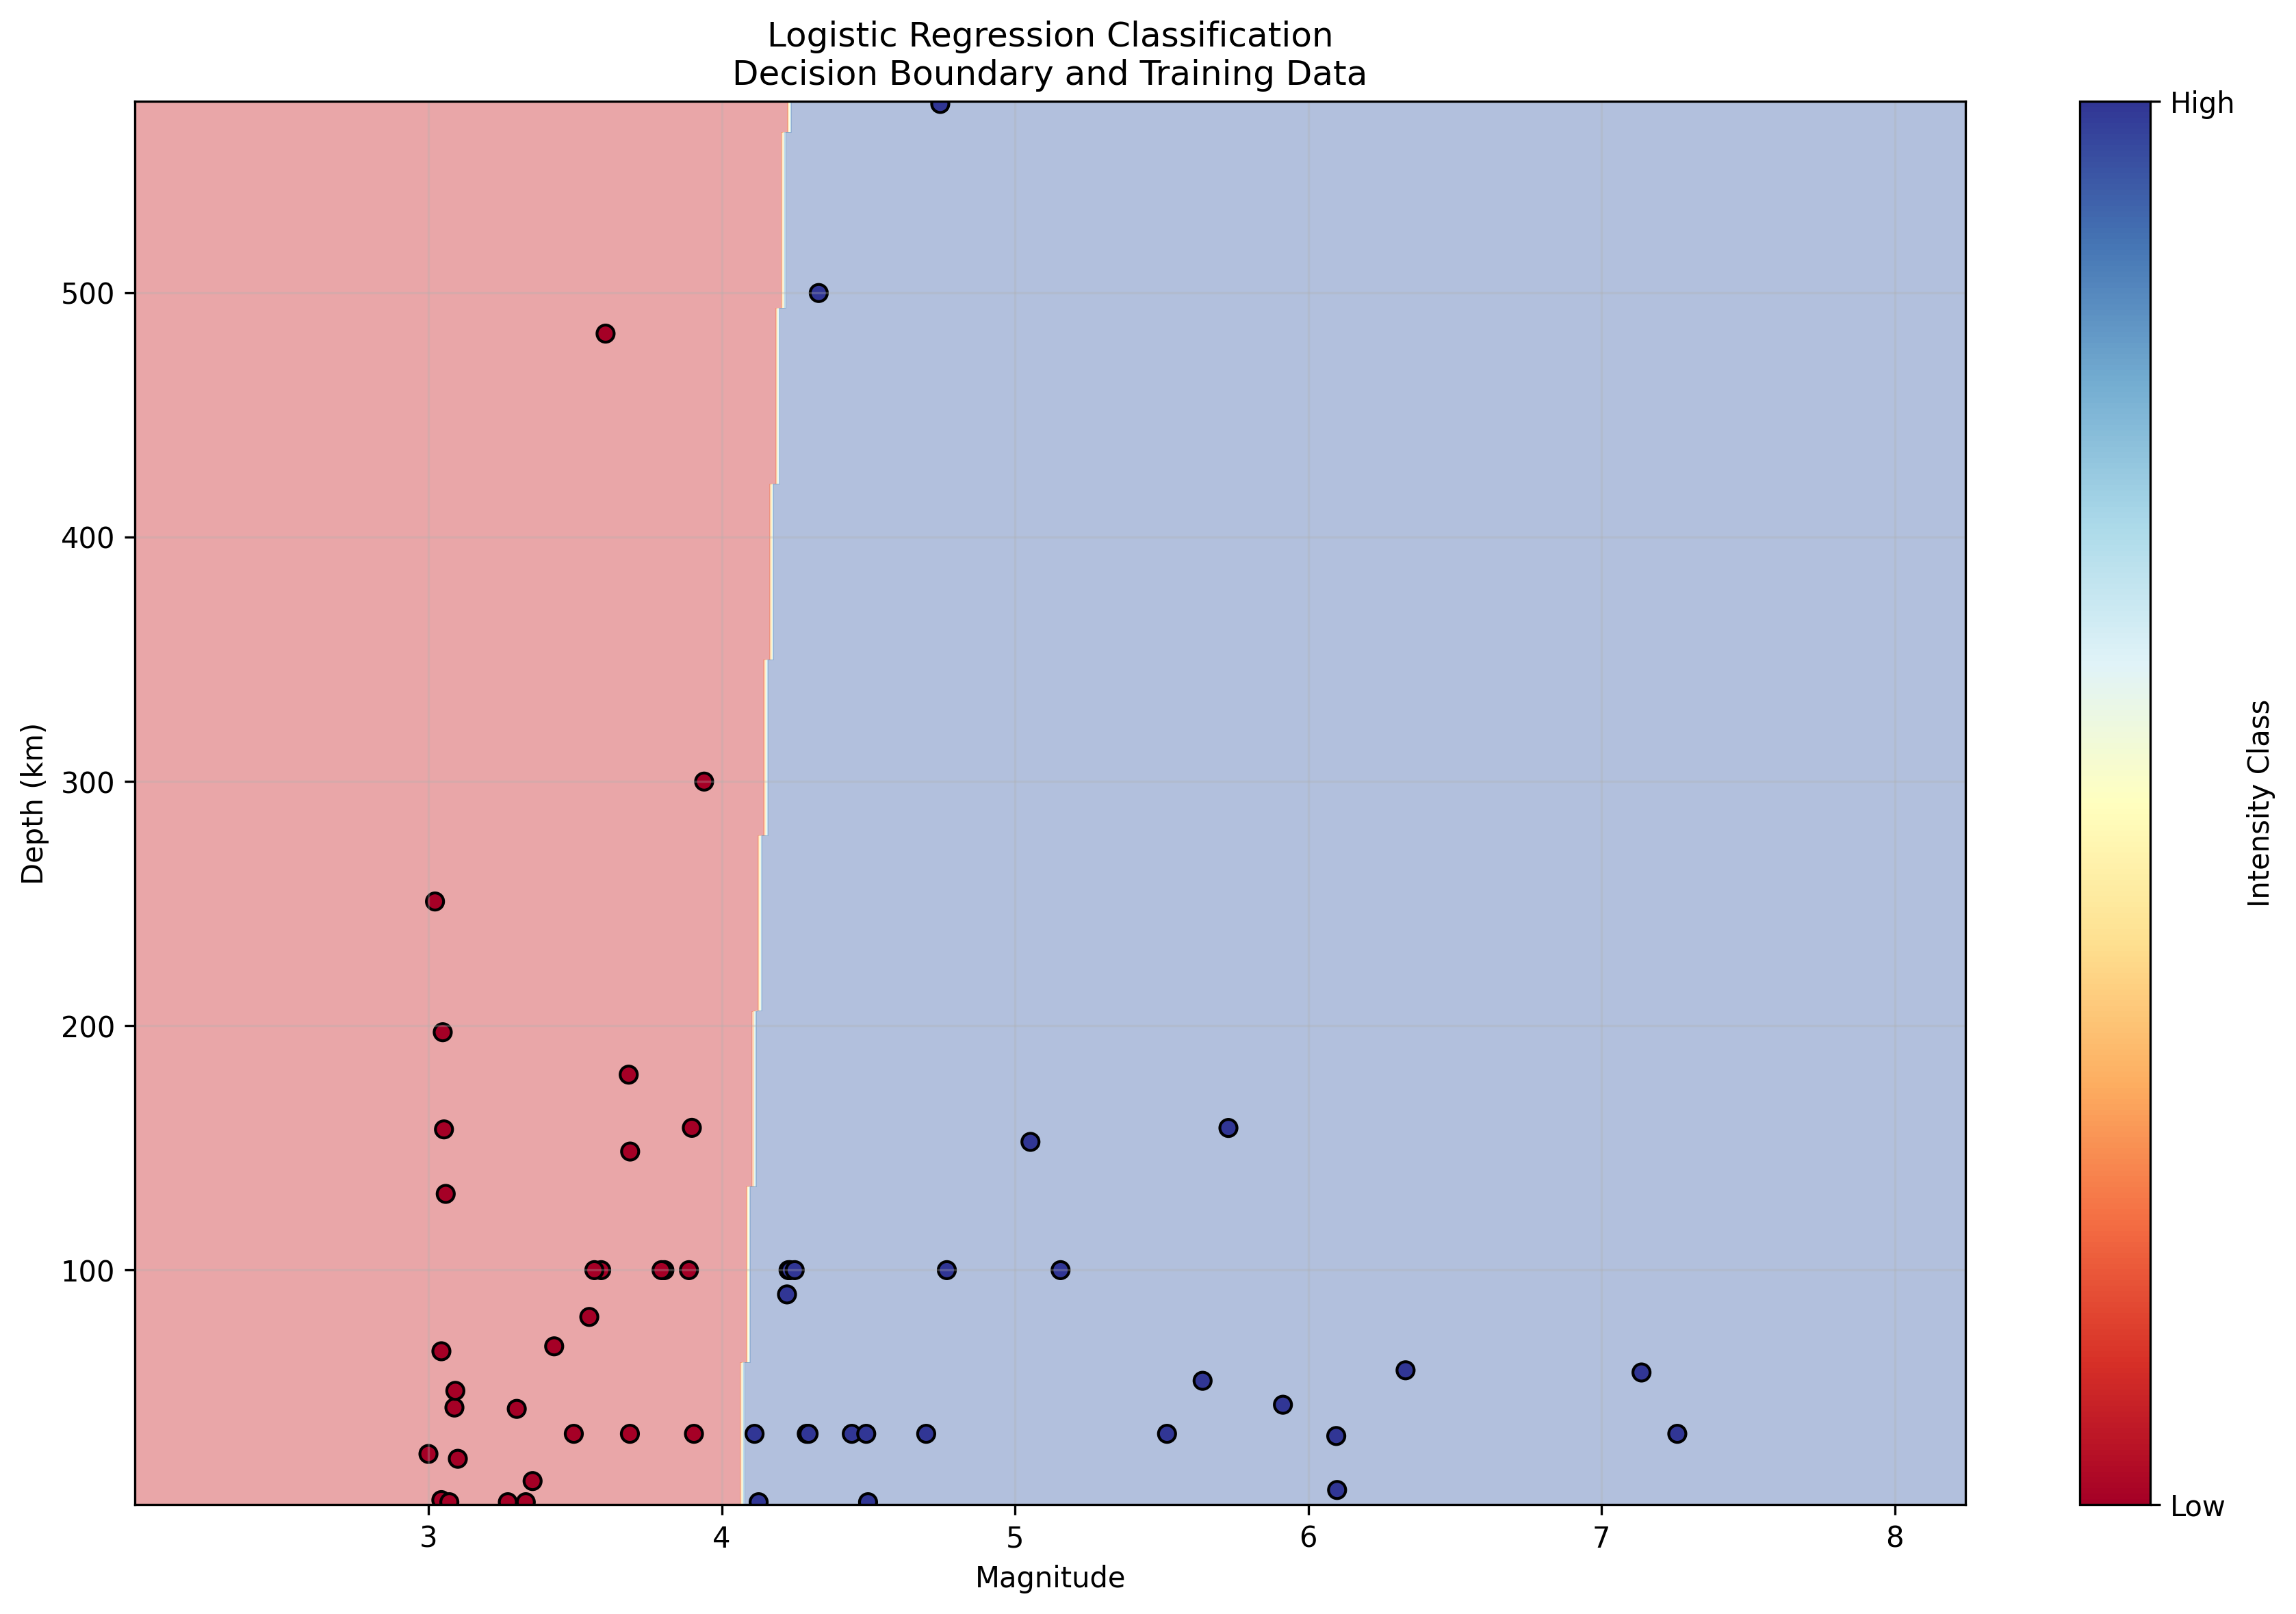 Logistic Regression Classification
Decision Boundary and Training Data
Depth (km)
500
400
300
200
100
3
4
5
6
7
8
Magnitude
High
Low
Intensity Class